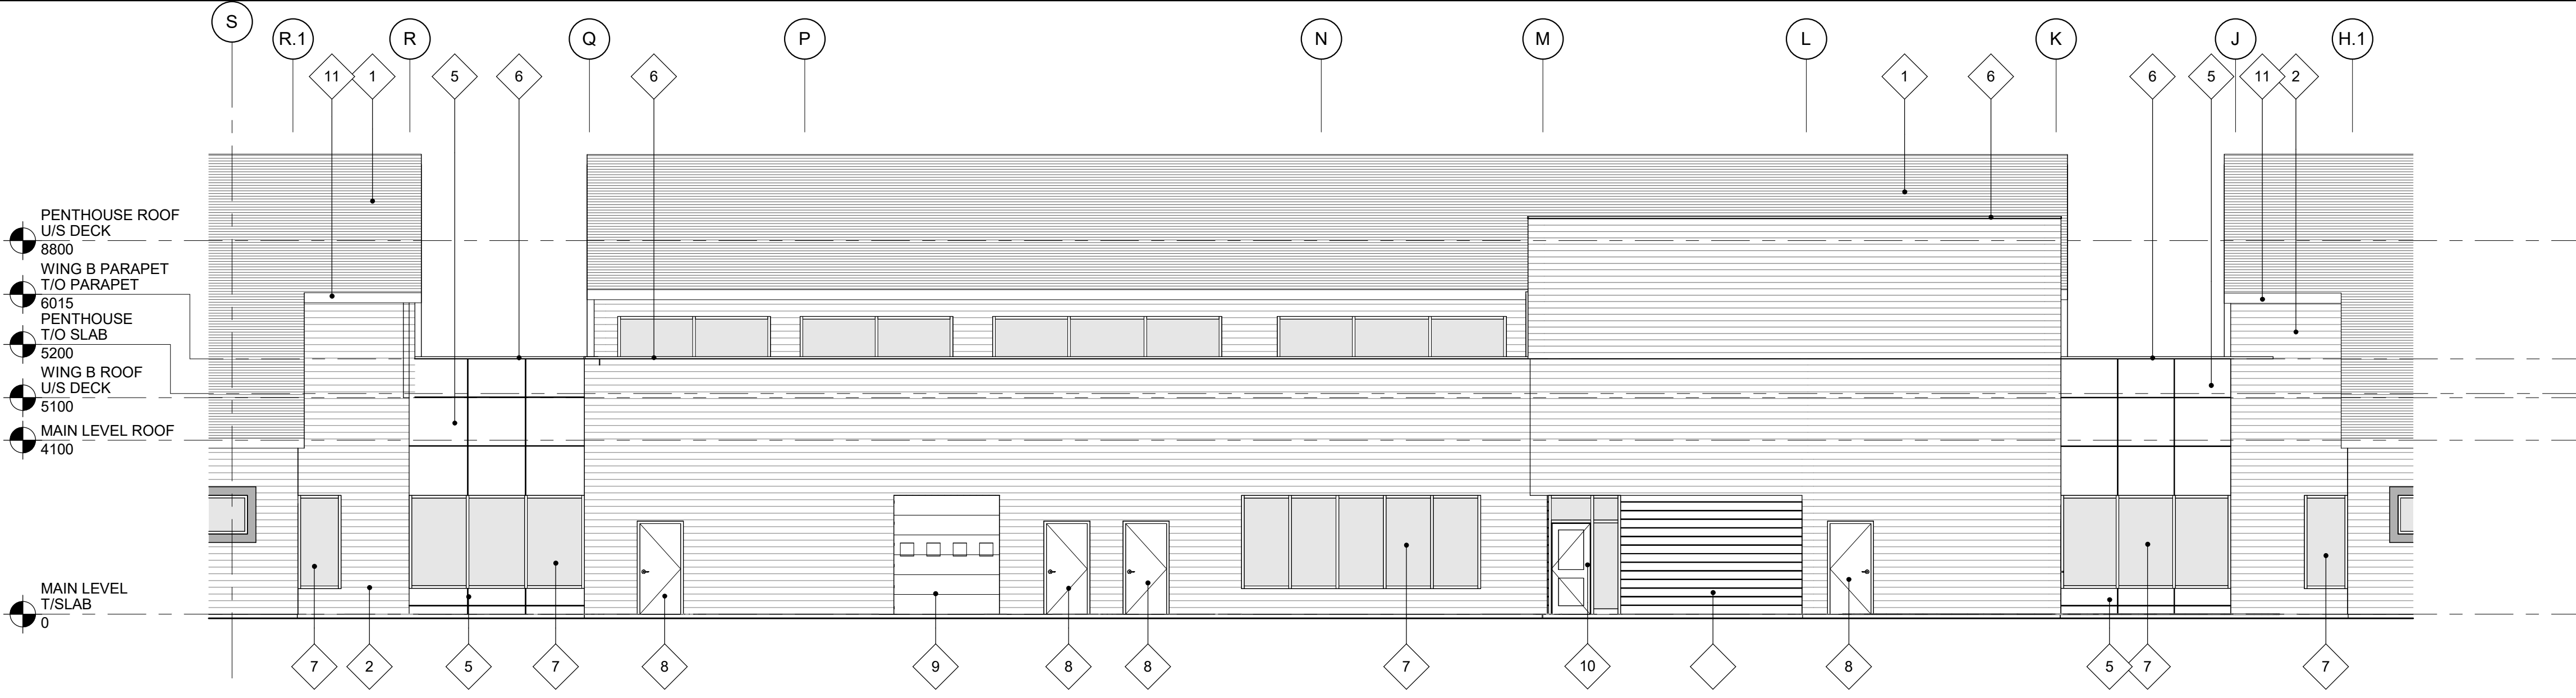 S R.1 R Q P N M L K J H.1
11 1 5 6 6 1 6 6 5 11 2
PENTHOUSE ROOF
U/S DECK
8800
WING B PARAPET
T/O PARAPET
6015
PENTHOUSE
T/O SLAB
5200
WING B ROOF
U/S DECK
5100
MAIN LEVEL ROOF
4100
MAIN LEVEL
T/SLAB
0
7 2 5 7 8 9 8 8 7 10 8 5 7 7